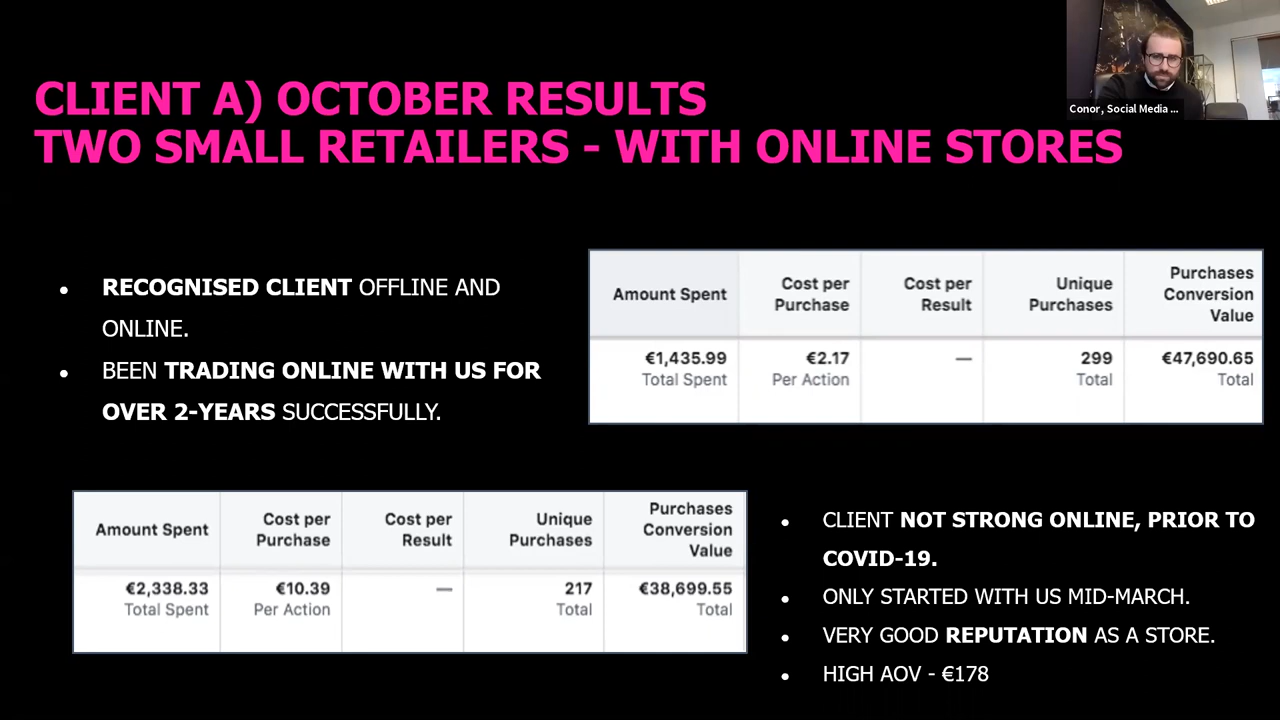 Conor, Social Media ...
CLIENT A) OCTOBER RESULTS
TWO SMALL RETAILERS - WITH ONLINE STORES
RECOGNISED CLIENT OFFLINE AND
ONLINE.
BEEN TRADING ONLINE WITH US FOR
OVER 2-YEARS SUCCESSFULLY.
Amount Spent
Cost per
Purchase
Cost per
Result
Unique
Purchases
Purchases
Conversion
Value
€1,435.99 €2.17 — 299 €47,690.65
Total Spent Per Action Total Total
Amount Spent
Cost per
Purchase
Cost per
Result
Unique
Purchases
Purchases
Conversion
Value
€2,338.33 €10.39 — 217 €38,699.55
Total Spent Per Action Total Total
CLIENT NOT STRONG ONLINE, PRIOR TO
COVID-19.
ONLY STARTED WITH US MID-MARCH.
VERY GOOD REPUTATION AS A STORE.
HIGH AOV - €178